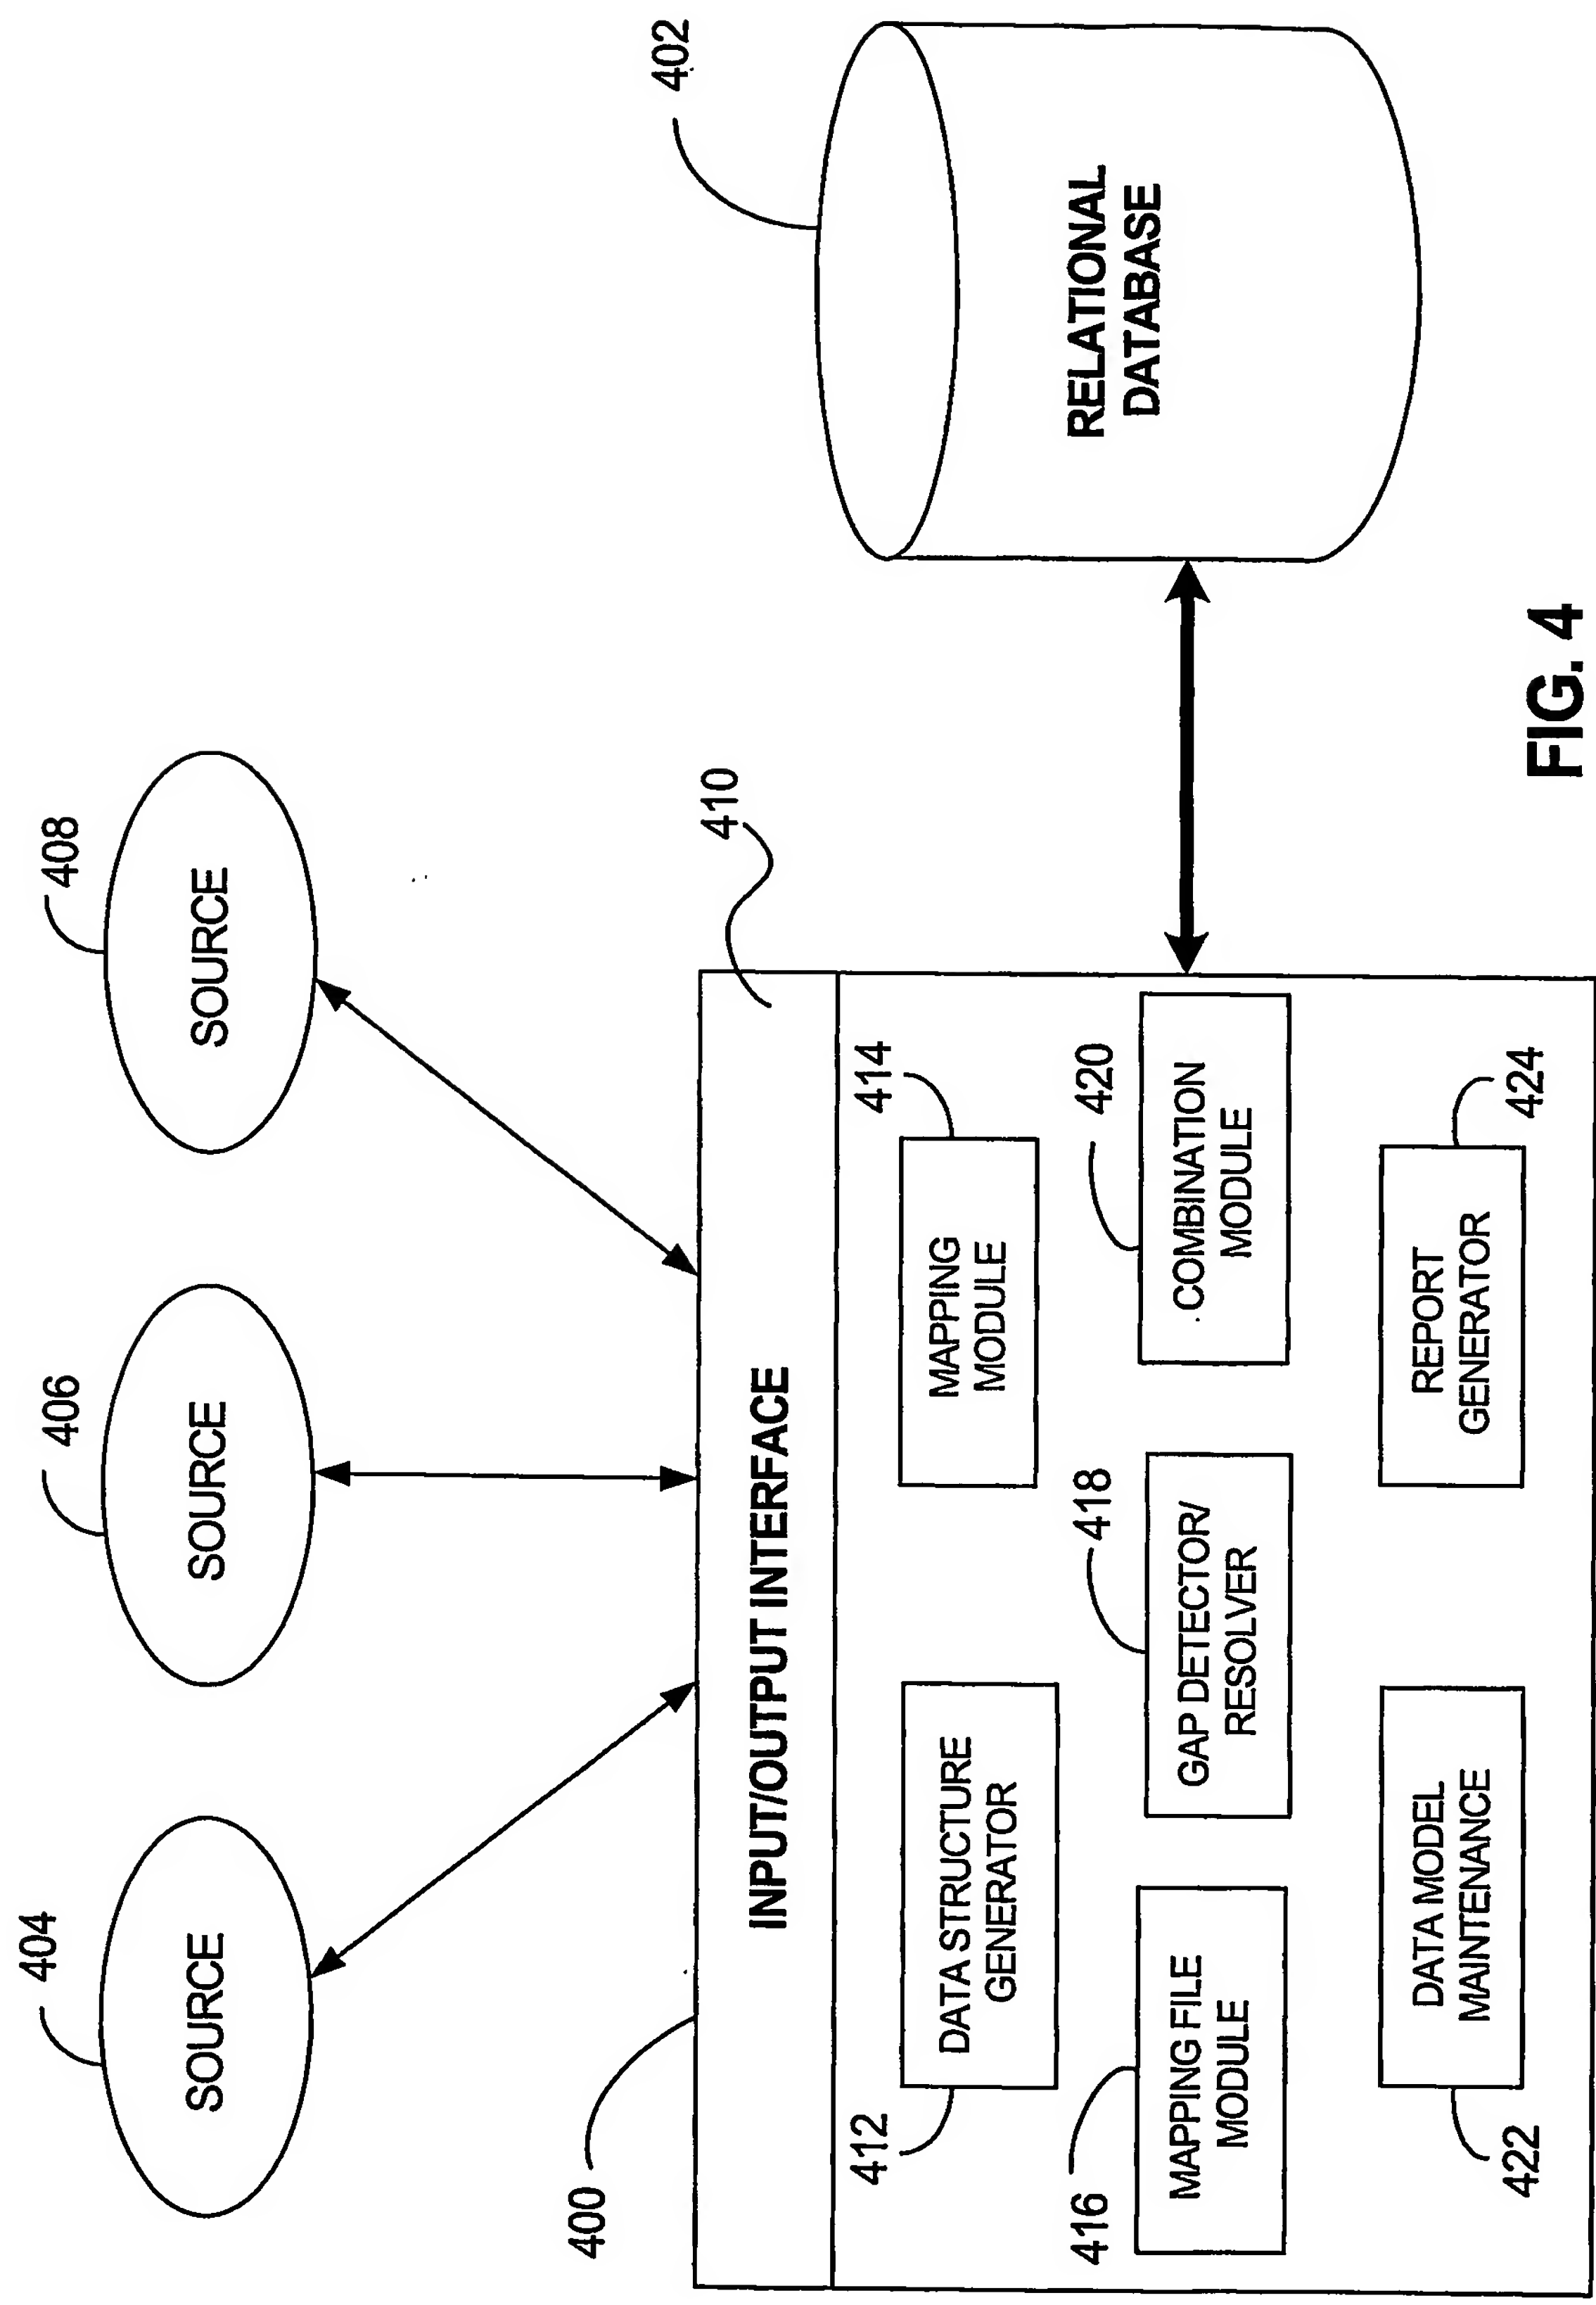 404
SOURCE
406
SOURCE
408
SOURCE
400
410
402
INPUT/OUTPUT INTERFACE
412
DATA STRUCTURE
GENERATOR
MAPPING
MODULE
414
416
MAPPING FILE
MODULE
418
GAP DETECTOR/
RESOLVER
420
COMBINATION
MODULE
422
DATA MODEL
MAINTENANCE
REPORT
GENERATOR
424
RELATIONAL
DATABASE
FIG. 4